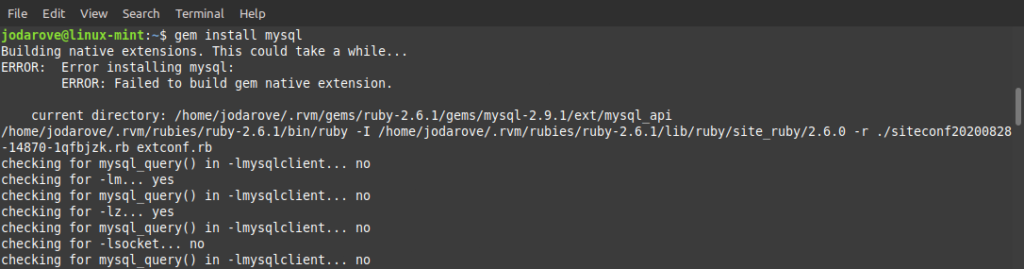 File Edit View Search Terminal Help
jodarove@linux-mint:~$ gem install mysql
Building native extensions. This could take a while...
ERROR:  Error installing mysql:
        ERROR: Failed to build gem native extension.

    current directory: /home/jodarove/.rvm/gems/ruby-2.6.1/gems/mysql-2.9.1/ext/mysql_api
/home/jodarove/.rvm/rubies/ruby-2.6.1/bin/ruby -I /home/jodarove/.rvm/rubies/ruby-2.6.1/lib/ruby/site_ruby/2.6.0 -r ./siteconf20200828
-14870-1qfbjzk.rb extconf.rb
checking for mysql_query() in -lmysqlclient... no
checking for -lm... yes
checking for mysql_query() in -lmysqlclient... no
checking for -lz... yes
checking for mysql_query() in -lmysqlclient... no
checking for -lsocket... no
checking for mysql_query() in -lmysqlclient... no